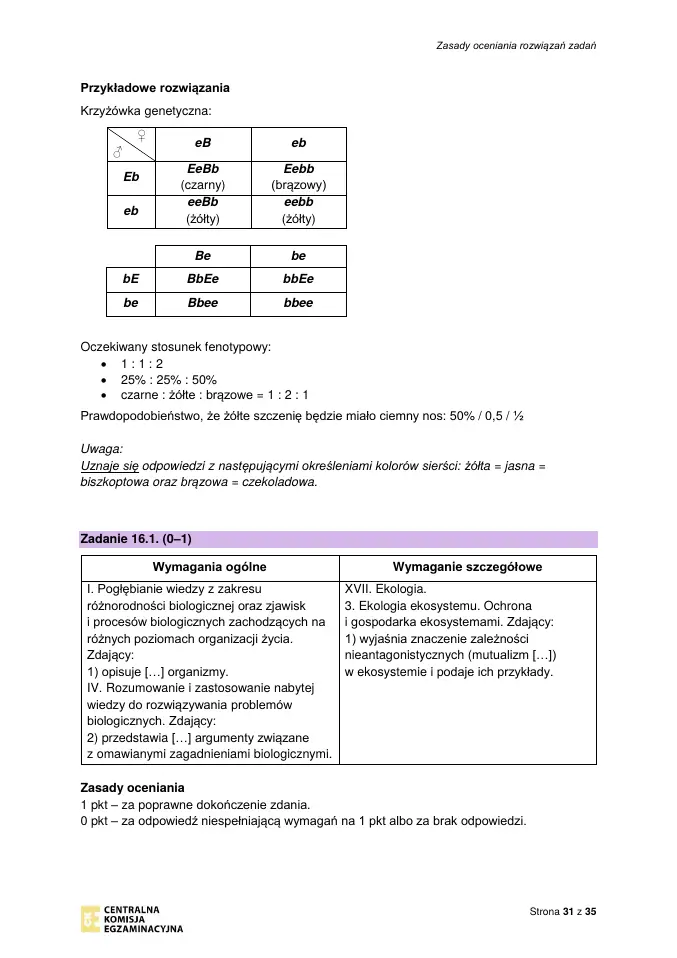 Zasady oceniania rozwiązań zadań
Przykładowe rozwiązania
Krzyżówka genetyczna:
♀
♂
eB eb
Eb EeBb (czarny) Eebb (brązowy)
eb eeBb (żółty) eebb (żółty)
Be be
bE BbEe bbEe
be Bbee bbee
Oczekiwany stosunek fenotypowy:
• 1 : 1 : 2
• 25% : 25% : 50%
• czarne : żółte : brązowe = 1 : 2 : 1
Prawdopodobieństwo, że żółte szczenię będzie miało ciemny nos: 50% / 0,5 / ½
Uwaga:
Uznaje się odpowiedzi z następującymi określeniami kolorów sierści: żółta = jasna =
biszkoptowa oraz brązowa = czekoladowa.
Zadanie 16.1. (0–1)
Wymagania ogólne
I. Pogłębianie wiedzy z zakresu
różnorodności biologicznej oraz zjawisk
i procesów biologicznych zachodzących na
różnych poziomach organizacji życia.
Zdający:
1) opisuje […] organizmy.
IV. Rozumowanie i zastosowanie nabytej
wiedzy do rozwiązywania problemów
biologicznych. Zdający:
2) przedstawia […] argumenty związane
z omawianymi zagadnieniami biologicznymi.
Wymaganie szczegółowe
XVII. Ekologia.
3. Ekologia ekosystemu. Ochrona
i gospodarka ekosystemami. Zdający:
1) wyjaśnia znaczenie zależności
nieantagonistycznych (mutualizm […])
w ekosystemie i podaje ich przykłady.
Zasady oceniania
1 pkt – za poprawne dokończenie zdania.
0 pkt – za odpowiedź niespełniającą wymagań na 1 pkt albo za brak odpowiedzi.
CKE
CENTRALNA
KOMISJA
EGZAMINACYJNA
Strona 31 z 35